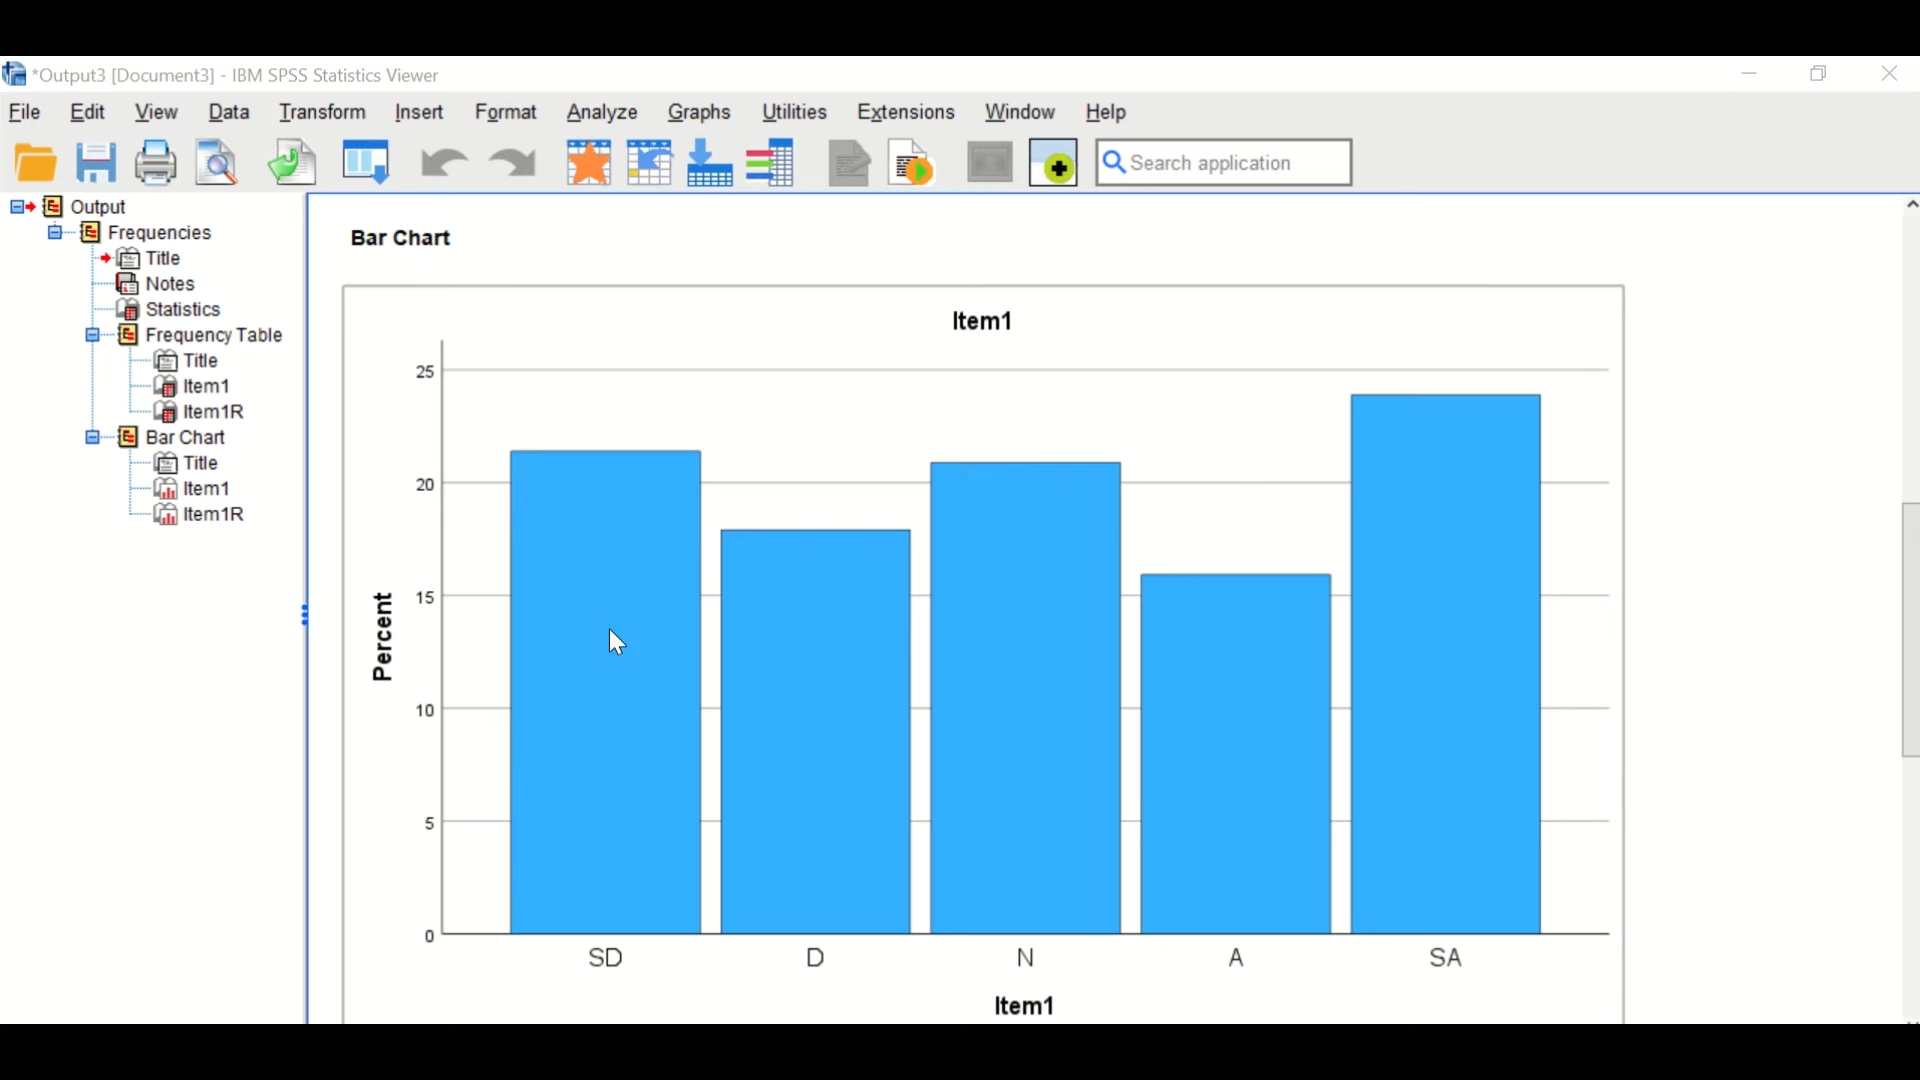 *Output3 [Document3] - IBM SPSS Statistics Viewer
File Edit View Data Transform Insert Format Analyze Graphs Utilities Extensions Window Help
Search application
Output
Frequencies
Title
Notes
Statistics
Frequency Table
Title
Item1
Item1R
Bar Chart
Title
Item1
Item1R
Bar Chart
Item1
25
20
15
10
5
0
Percent
SD D N A SA
Item1